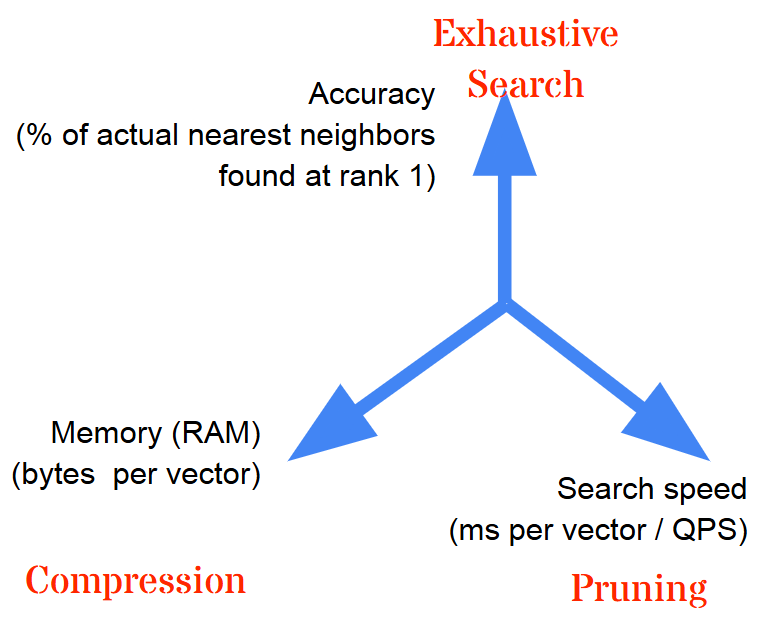 Exhaustive
Search
Accuracy
(% of actual nearest neighbors
found at rank 1)
Memory (RAM)
(bytes  per vector)
Search speed
(ms per vector / QPS)
Compression
Pruning